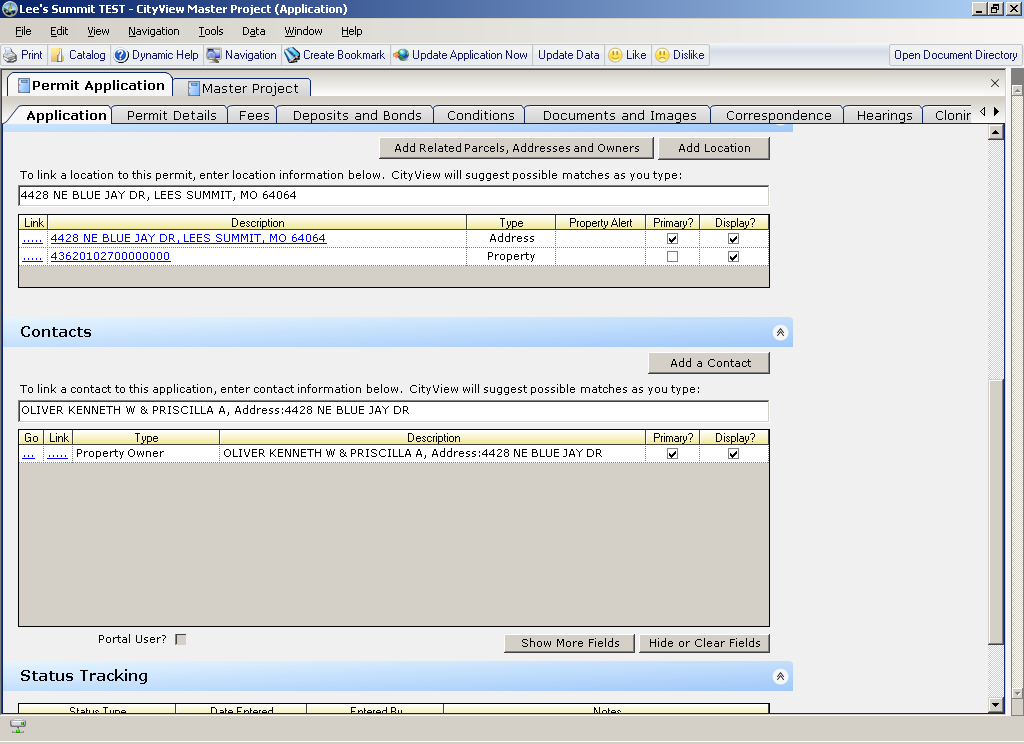 Lee's Summit TEST - CityView Master Project (Application)
File Edit View Navigation Tools Data Window Help
Print Catalog Dynamic Help Navigation Create Bookmark Update Application Now Update Data Like Dislike Open Document Directory
Permit Application Master Project
Application Permit Details Fees Deposits and Bonds Conditions Documents and Images Correspondence Hearings Clonin
Add Related Parcels, Addresses and Owners Add Location
To link a location to this permit, enter location information below. CityView will suggest possible matches as you type:
4428 NE BLUE JAY DR, LEES SUMMIT, MO 64064
Link Description Type Property Alert Primary? Display?
..... 4428 NE BLUE JAY DR, LEES SUMMIT, MO 64064 Address
..... 43620102700000000 Property
Contacts
Add a Contact
To link a contact to this application, enter contact information below. CityView will suggest possible matches as you type:
OLIVER KENNETH W & PRISCILLA A, Address:4428 NE BLUE JAY DR
Go Link Type Description Primary? Display?
... ..... Property Owner OLIVER KENNETH W & PRISCILLA A, Address:4428 NE BLUE JAY DR
Portal User? Show More Fields Hide or Clear Fields
Status Tracking
Status Type Date Entered Entered By Notes